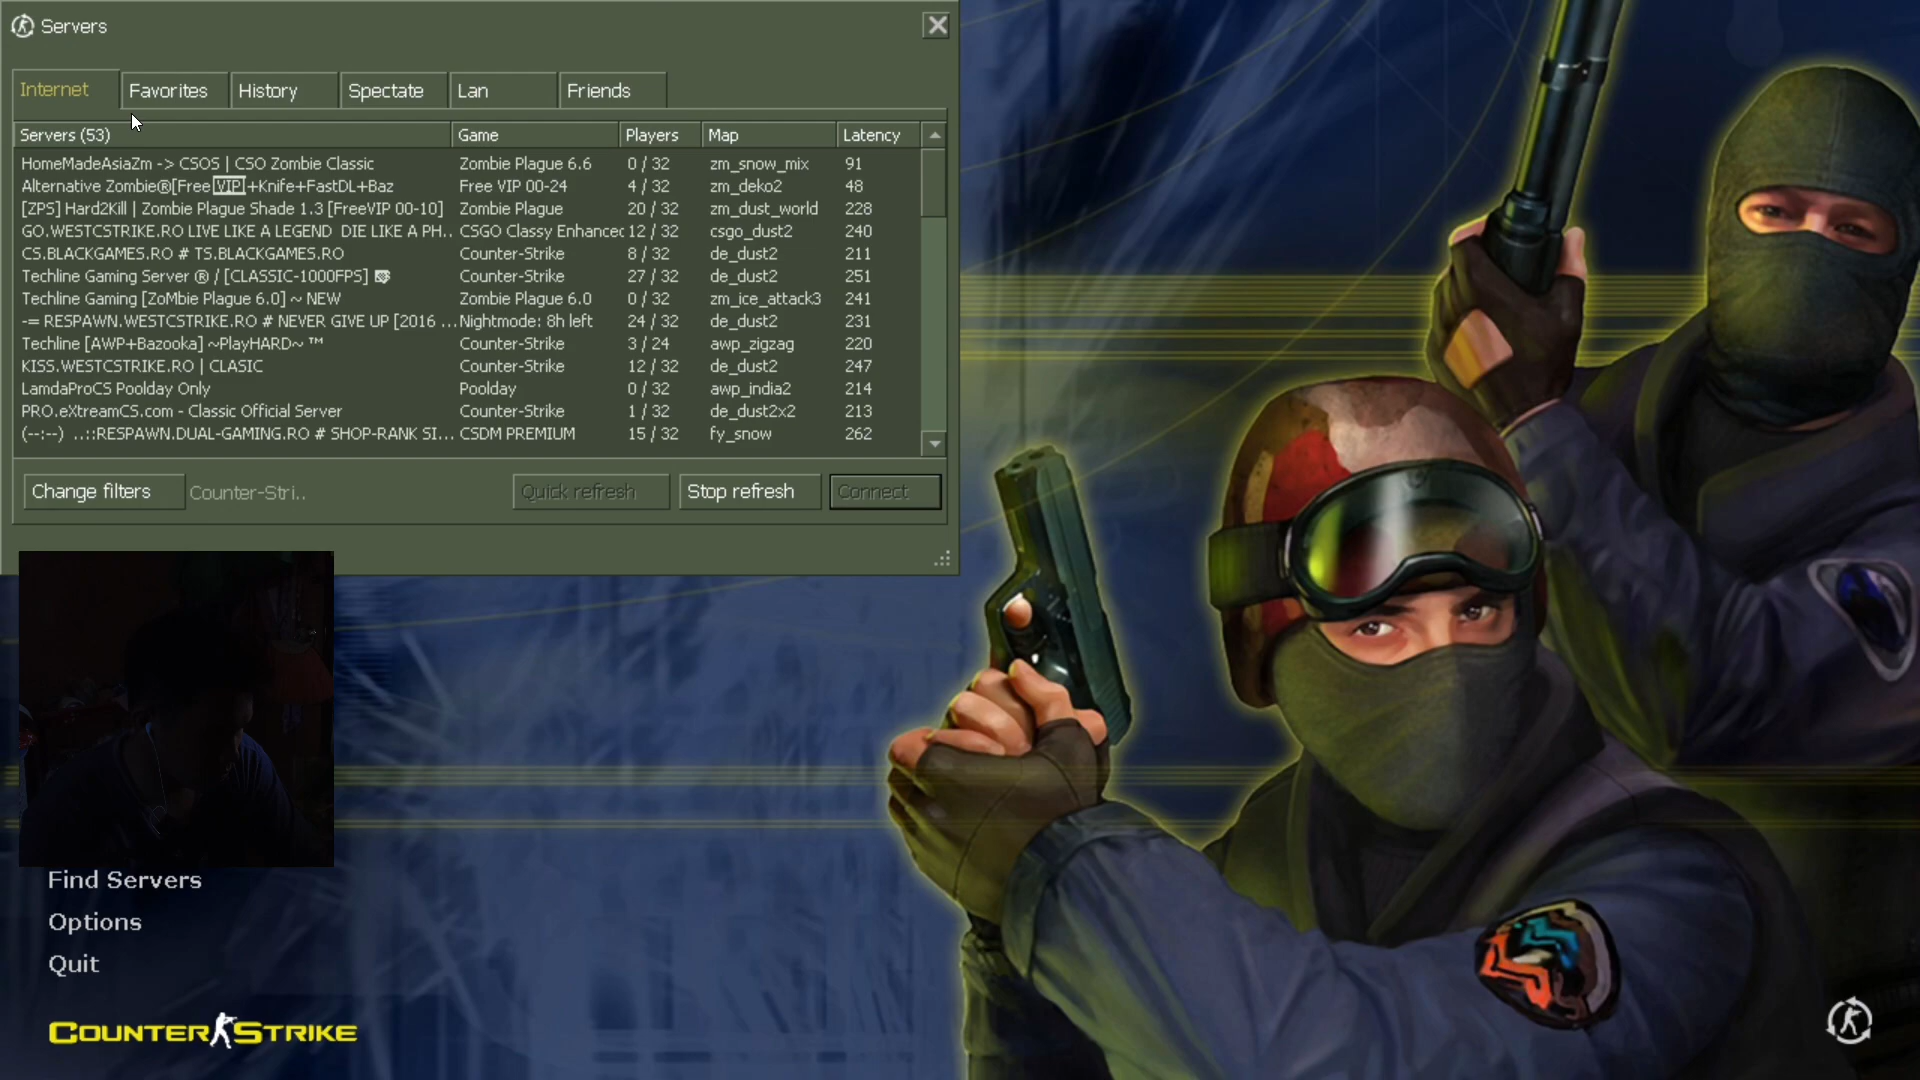 Servers
Internet Favorites History Spectate Lan Friends
Servers (53) Game Players Map Latency
HomeMadeAsiaZm -> CSOS | CSO Zombie Classic Zombie Plague 6.6 0 / 32 zm_snow_mix 91
Alternative Zombie®[Free VIP]+Knife+FastDL+Baz Free VIP 00-24 4 / 32 zm_deko2 48
[ZPS] Hard2Kill | Zombie Plague Shade 1.3 [FreeVIP 00-10] Zombie Plague 20 / 32 zm_dust_world 228
GO.WESTCSTRIKE.RO LIVE LIKE A LEGEND DIE LIKE A PH.. CSGO Classy Enhanced 12 / 32 csgo_dust2 240
CS.BLACKGAMES.RO # TS.BLACKGAMES.RO Counter-Strike 8 / 32 de_dust2 211
Techline Gaming Server ® / [CLASSIC-1000FPS] Counter-Strike 27 / 32 de_dust2 251
Techline Gaming [ZoMbie Plague 6.0] ~ NEW Zombie Plague 6.0 0 / 32 zm_ice_attack3 241
-= RESPAWN.WESTCSTRIKE.RO # NEVER GIVE UP [2016 ... Nightmode: 8h left 24 / 32 de_dust2 231
Techline [AWP+Bazooka] ~PlayHARD~ ™ Counter-Strike 3 / 24 awp_zigzag 220
KISS.WESTCSTRIKE.RO | CLASIC Counter-Strike 12 / 32 de_dust2 247
LamdaProCS Poolday Only Poolday 0 / 32 awp_india2 214
PRO.eXtreamCS.com - Classic Official Server Counter-Strike 1 / 32 de_dust2x2 213
(--:--) ..::RESPAWN.DUAL-GAMING.RO # SHOP-RANK SI... CSDM PREMIUM 15 / 32 fy_snow 262
Change filters Counter-Stri.. Quick refresh Stop refresh Connect
Find Servers
Options
Quit
COUNTER STRIKE